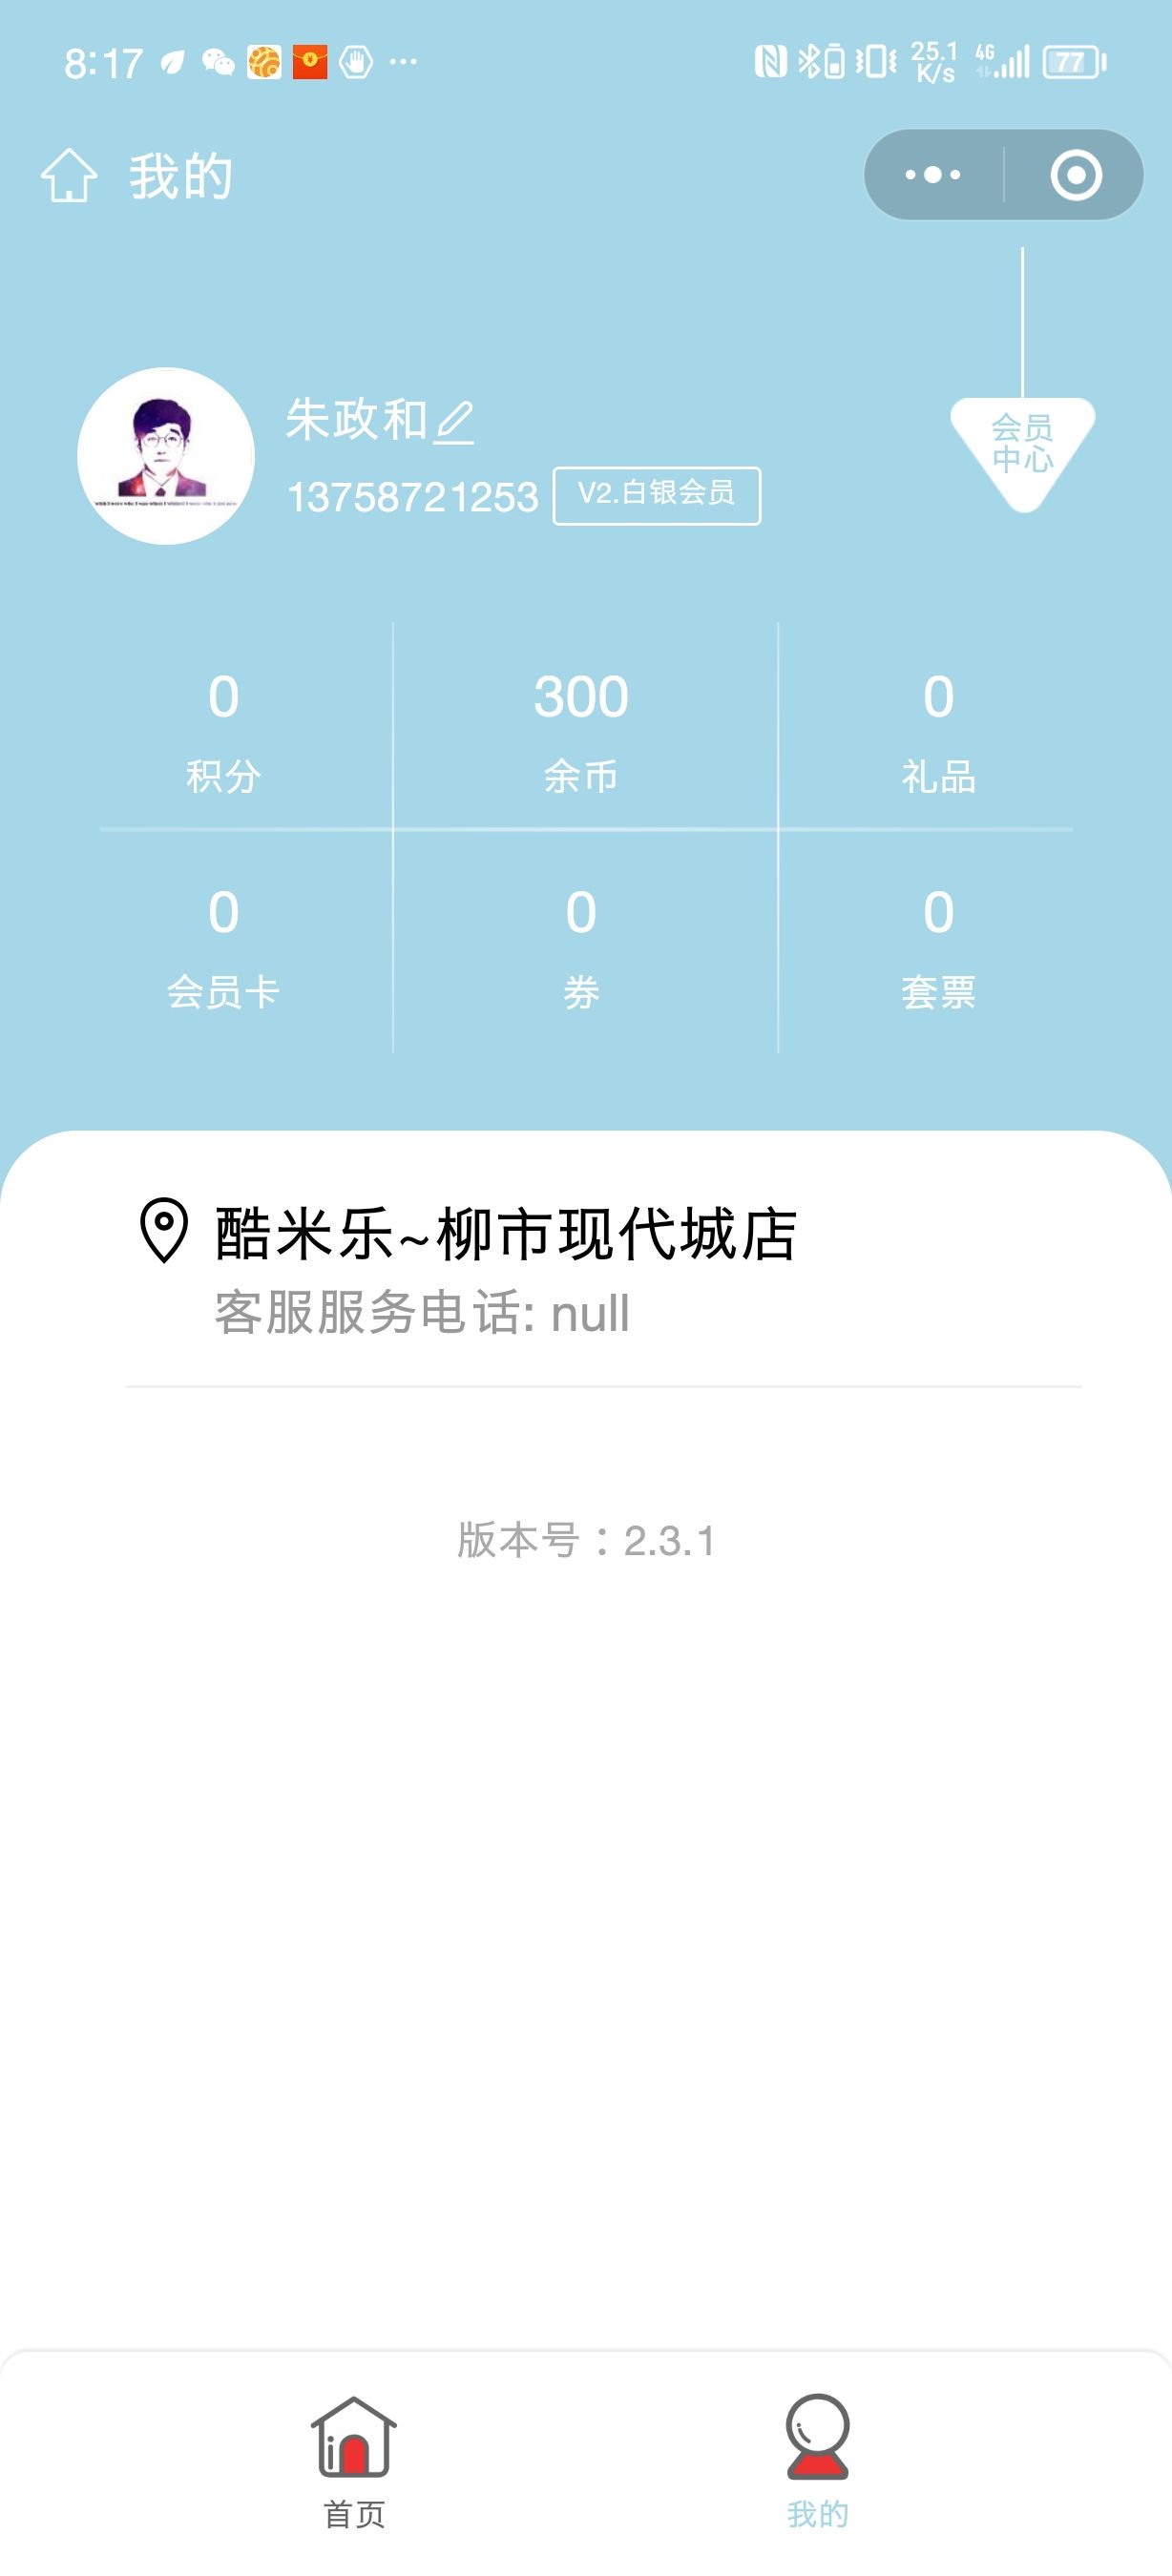 8:17
25.1
K/s
4G
77
我的
会员
中心
朱政和
13758721253
V2.白银会员
0
300
0
积分
余币
礼品
0
0
0
会员卡
券
套票
酷米乐~柳市现代城店
客服服务电话: null
版本号：2.3.1
首页
我的